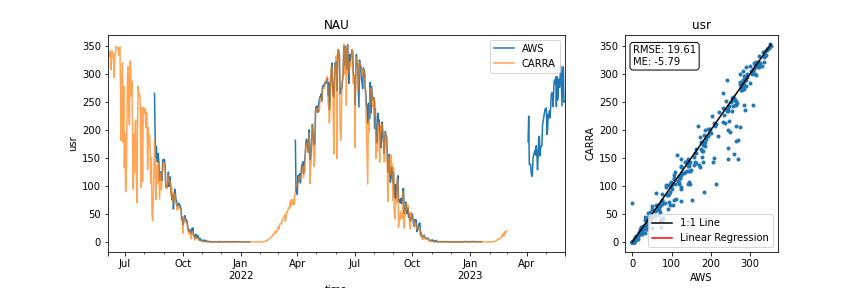 NAU
usr
350
300
250
200
150
100
50
0
usr
AWS
CARRA
Jul
Oct
Jan
2022
Apr
Jul
Oct
Jan
2023
Apr
time
usr
RMSE: 19.61
ME: -5.79
350
300
250
200
150
100
50
0
CARRA
1:1 Line
Linear Regression
0
100
200
300
AWS